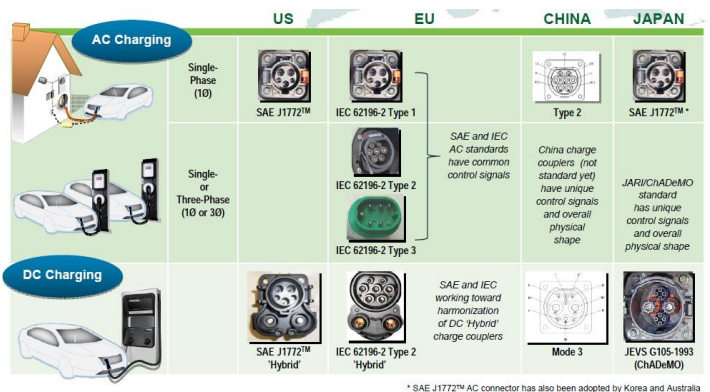 US
EU
CHINA
JAPAN
AC Charging
Single-
Phase
(1Ø)
SAE J1772™
IEC 62196-2 Type 1
Type 2
SAE J1772™ *
Single-
or
Three-Phase
(1Ø or 3Ø)
IEC 62196-2 Type 2
IEC 62196-2 Type 3
SAE and IEC
AC standards
have common
control signals
China charge
couplers (not
standard yet)
have unique
control signals
and overall
physical
shape
JARI/ChADeMO
standard
has unique
control signals
and overall
physical shape
DC Charging
SAE J1772™
'Hybrid'
IEC 62196-2 Type 2
'Hybrid'
SAE and IEC
working toward
harmonization
of DC 'Hybrid'
charge couplers
Mode 3
JEVS G105-1993
(ChADeMO)
* SAE J1772™ AC connector has also been adopted by Korea and Australia